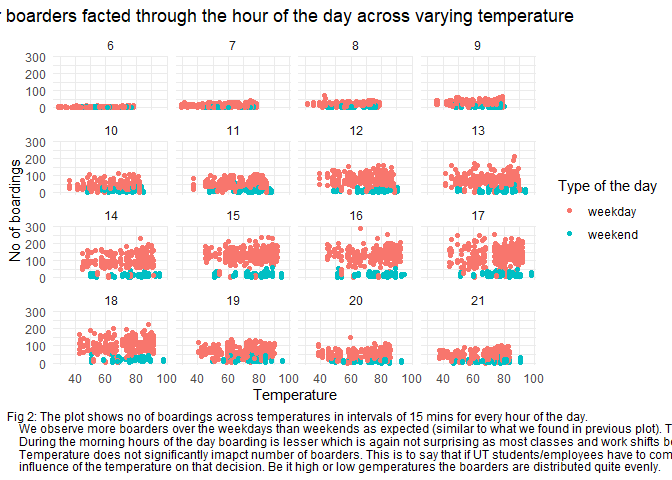 r boarders facted through the hour of the day across varying temperature
6 7 8 9
300
200
100
0
10 11 12 13
300
200
100
0
14 15 16 17
300
200
100
0
18 19 20 21
300
200
100
0
40 60 80 100 40 60 80 100 40 60 80 100 40 60 80 100
No of boardings
Temperature
Type of the day
weekday
weekend
Fig 2: The plot shows no of boardings across temperatures in intervals of 15 mins for every hour of the day.
We observe more boarders over the weekdays than weekends as expected (similar to what we found in previous plot). T
During the morning hours of the day boarding is lesser which is again not surprising as most classes and work shifts be
Temperature does not significantly imapct number of boarders. This is to say that if UT students/employees have to com
influence of the temperature on that decision. Be it high or low gemperatures the boarders are distributed quite evenly.